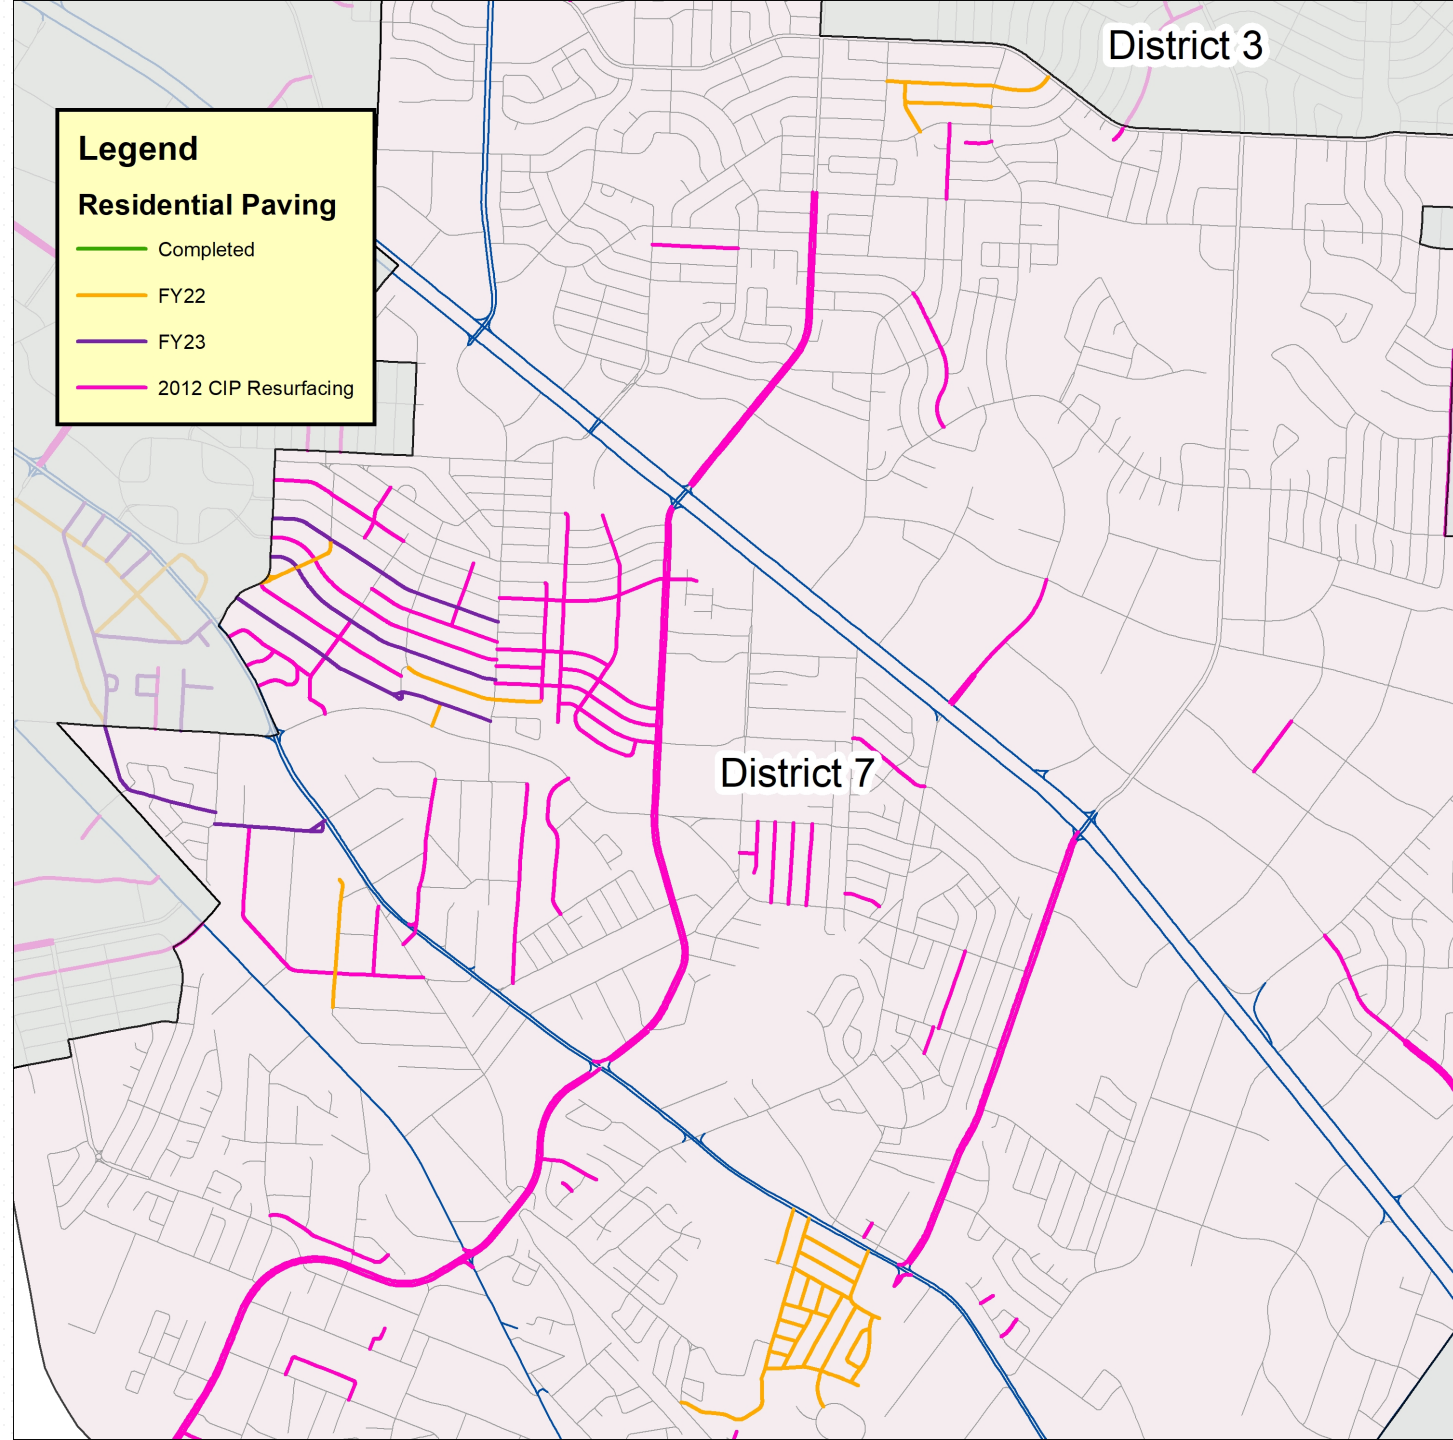 District 3
Legend
Residential Paving
Completed
FY22
FY23
2012 CIP Resurfacing
District 7